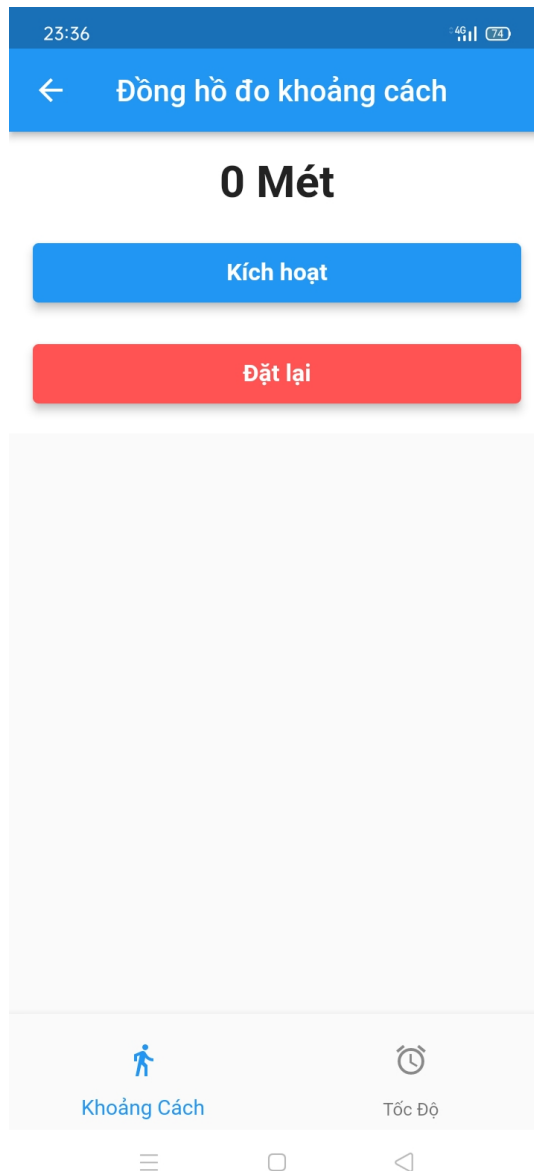 23:36
4G
74
Đồng hồ đo khoảng cách
0 Mét
Kích hoạt
Đặt lại
Khoảng Cách
Tốc Độ